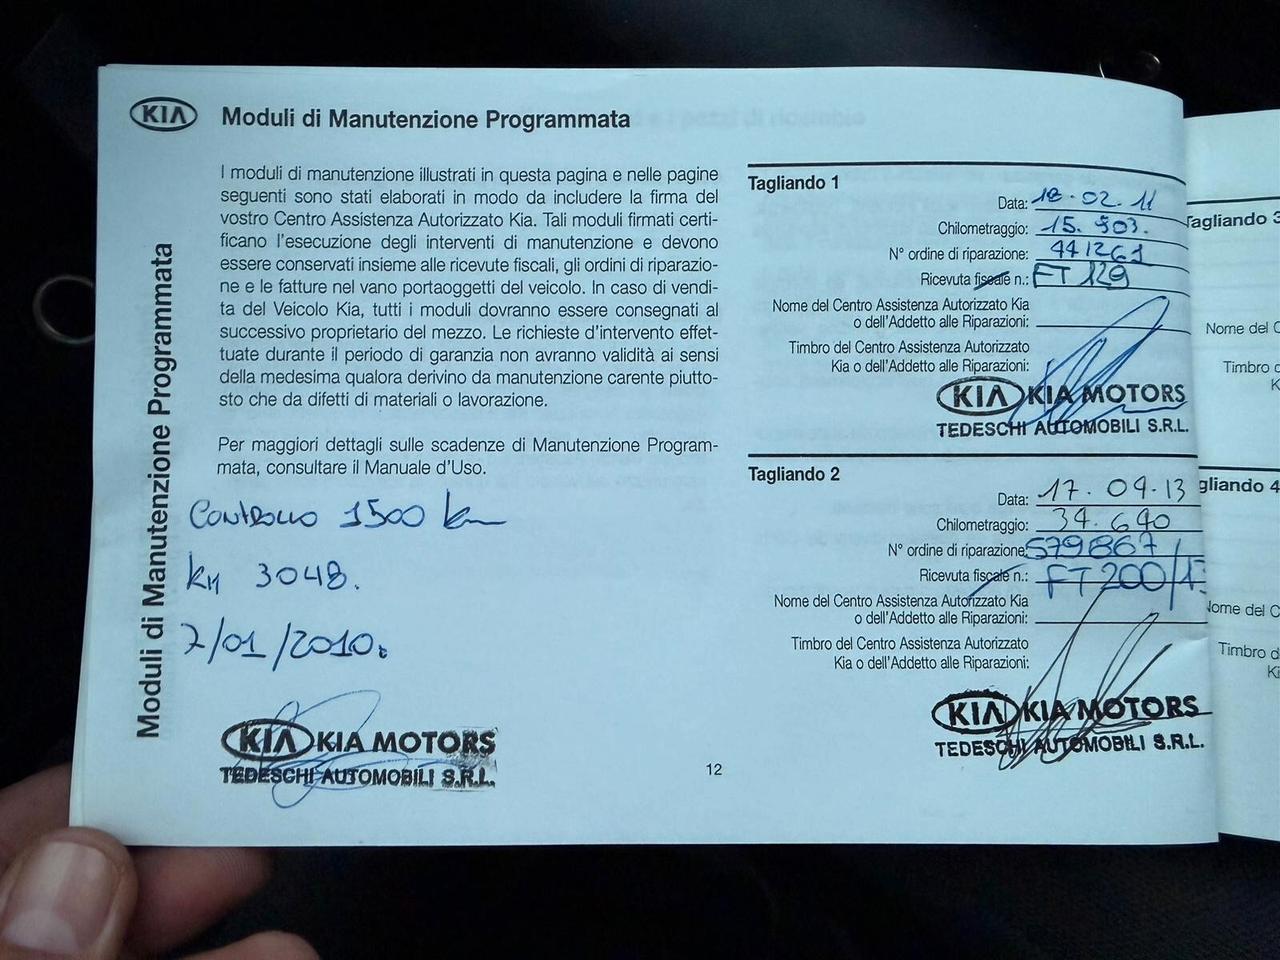 KIA
Moduli di Manutenzione Programmata
Moduli di Manutenzione Programmata
I moduli di manutenzione illustrati in questa pagina e nelle pagine
seguenti sono stati elaborati in modo da includere la firma del
vostro Centro Assistenza Autorizzato Kia. Tali moduli firmati certi-
ficano l'esecuzione degli interventi di manutenzione e devono
essere conservati insieme alle ricevute fiscali, gli ordini di riparazio-
ne e le fatture nel vano portaoggetti del veicolo. In caso di vendi-
ta del Veicolo Kia, tutti i moduli dovranno essere consegnati al
successivo proprietario del mezzo. Le richieste d'intervento effet-
tuate durante il periodo di garanzia non avranno validità ai sensi
della medesima qualora derivino da manutenzione carente piutto-
sto che da difetti di materiali o lavorazione.
Per maggiori dettagli sulle scadenze di Manutenzione Program-
mata, consultare il Manuale d'Uso.
CONTROLLO 1500 km
KM 3048.
7/01/2010.
KIA KIA MOTORS
TEDESCHI AUTOMOBILI S.R.L.
12
Tagliando 1
Data: 18.02.11
Chilometraggio: 15.903.
N° ordine di riparazione: 441261
Ricevuta fiscale n.: FT 129
Nome del Centro Assistenza Autorizzato Kia
o dell'Addetto alle Riparazioni:
Timbro del Centro Assistenza Autorizzato
Kia o dell'Addetto alle Riparazioni:
KIA KIA MOTORS
TEDESCHI AUTOMOBILI S.R.L.
Tagliando 2
Data: 17.09.13
Chilometraggio: 34.640
N° ordine di riparazione: 579867
Ricevuta fiscale n.: FT 200/13
Nome del Centro Assistenza Autorizzato Kia
o dell'Addetto alle Riparazioni:
Timbro del Centro Assistenza Autorizzato
Kia o dell'Addetto alle Riparazioni:
KIA KIA MOTORS
TEDESCHI AUTOMOBILI S.R.L.
Tagliando 3
Nome del C
Timbro d
K
gliando 4
Nome del C
Timbro d
Ki